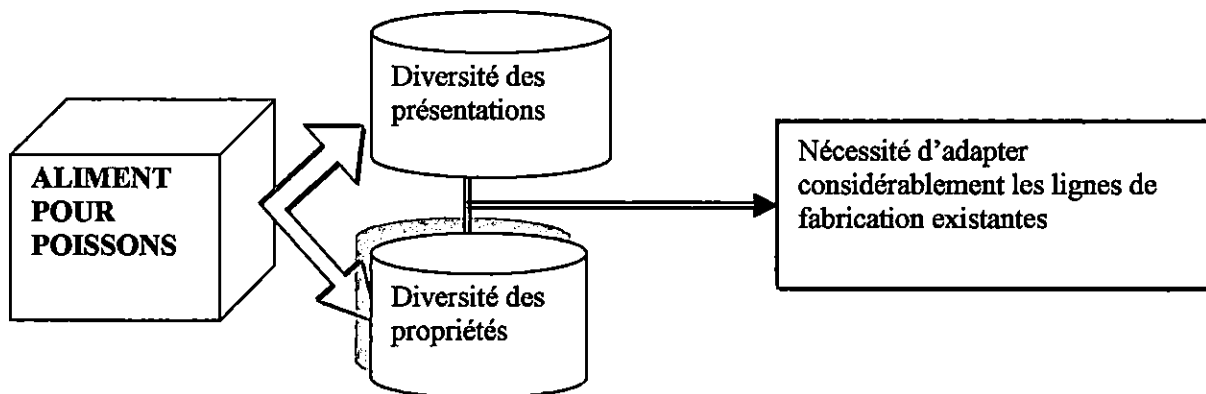 ALIMENT
POUR
POISSONS
Diversité des
présentations
Diversité des
propriétés
Nécessité d'adapter
considérablement les lignes de
fabrication existantes